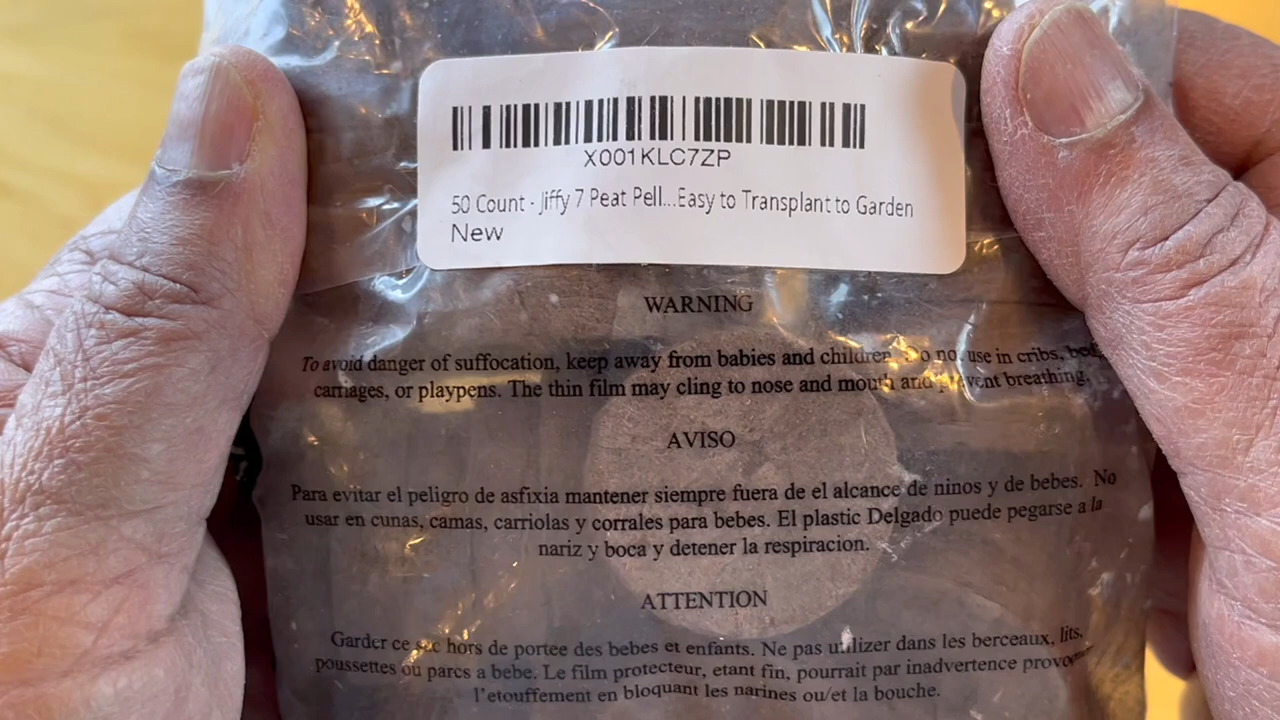 X001KLC7ZP
50 Count - Jiffy 7 Peat Pell...Easy to Transplant to Garden
New
WARNING
To avoid danger of suffocation, keep away from babies and children. Do not use in cribs, beds,
carriages, or playpens. The thin film may cling to nose and mouth and prevent breathing.
AVISO
Para evitar el peligro de asfixia mantener siempre fuera de el alcance de ninos y de bebes. No
usar en cunas, camas, carriolas y corrales para bebes. El plastic Delgado puede pegarse a la
nariz y boca y detener la respiracion.
ATTENTION
Garder ce sac hors de portee des bebes et enfants. Ne pas utilizer dans les berceaux, lits,
poussettes ou parcs a bebe. Le film protecteur, etant fin, pourrait par inadvertence provoquer
l'etouffement en bloquant les narines ou/et la bouche.